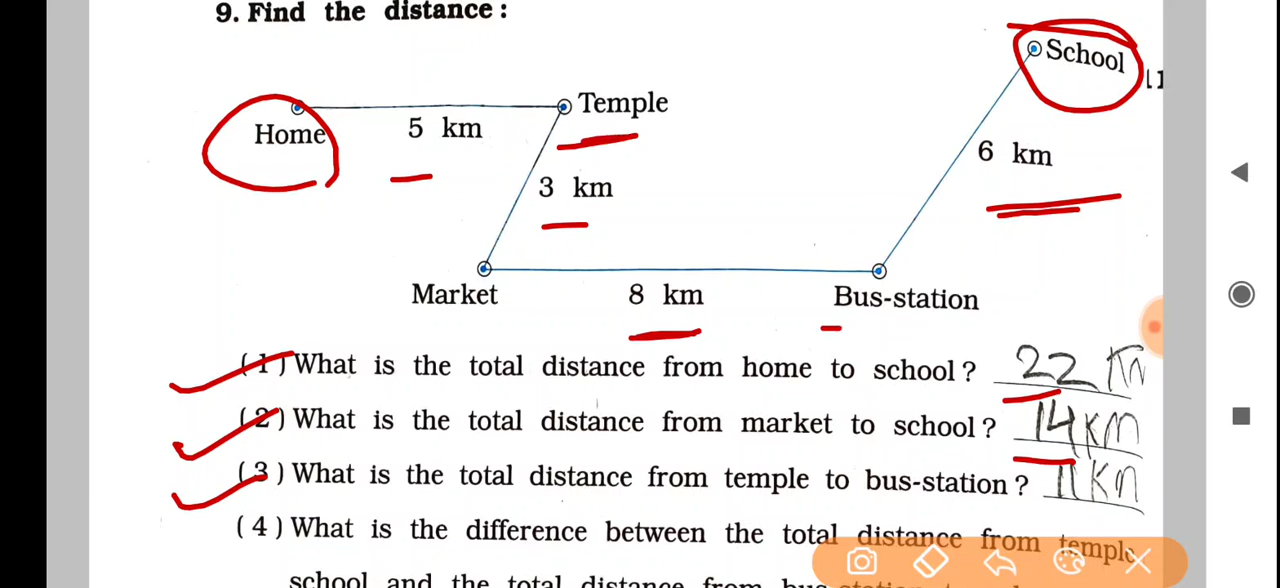 9. Find the distance :
School
Temple
Home
5 km
6 km
3 km
Market
8 km
Bus-station
( 1 ) What is the total distance from home to school ? 22 Km
( 2 ) What is the total distance from market to school ? 14 KM
( 3 ) What is the total distance from temple to bus-station ? 11 Km
( 4 ) What is the difference between the total distance from temple
school and the total distance from